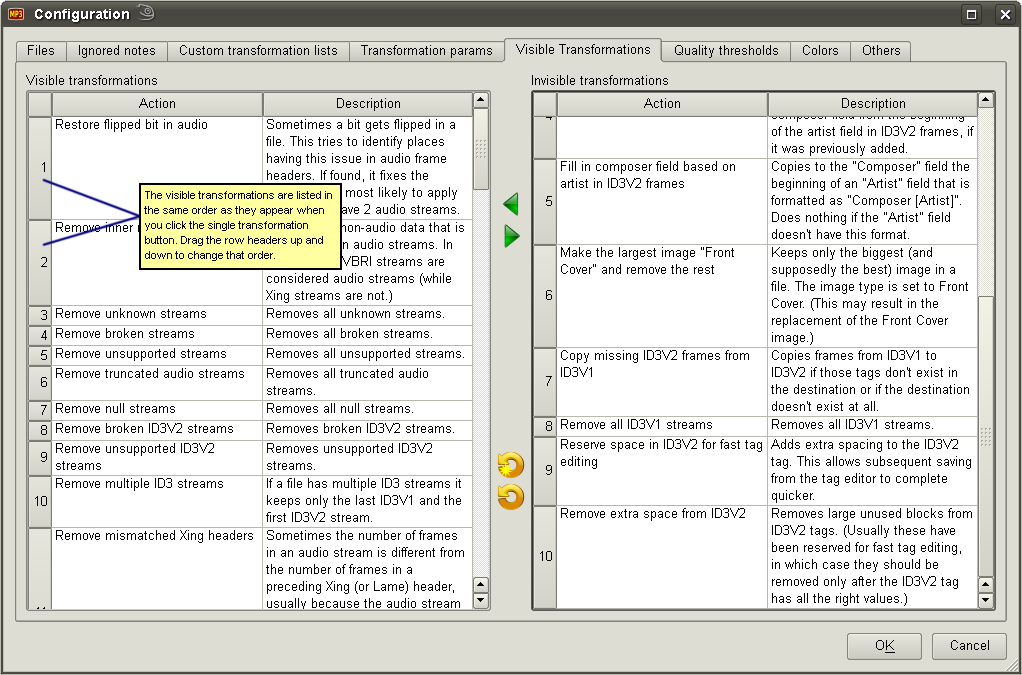 MP3 Configuration
Files
Ignored notes
Custom transformation lists
Transformation params
Visible Transformations
Quality thresholds
Colors
Others
Visible transformations
Action
Description
1
Restore flipped bit in audio
Sometimes a bit gets flipped in a
file. This tries to identify places
having this issue in audio frame
headers. If found, it fixes the
most likely to apply
ave 2 audio streams.
The visible transformations are listed in
the same order as they appear when
you click the single transformation
button. Drag the row headers up and
down to change that order.
2
Remove inner
non-audio data that is
n audio streams. In
VBRI streams are
considered audio streams (while
Xing streams are not.)
3
Remove unknown streams
Removes all unknown streams.
4
Remove broken streams
Removes all broken streams.
5
Remove unsupported streams
Removes all unsupported streams.
6
Remove truncated audio streams
Removes all truncated audio
streams.
7
Remove null streams
Removes all null streams.
8
Remove broken ID3V2 streams
Removes broken ID3V2 streams.
9
Remove unsupported ID3V2
streams
Removes unsupported ID3V2
streams.
10
Remove multiple ID3 streams
If a file has multiple ID3 streams it
keeps only the last ID3V1 and the
first ID3V2 stream.
Remove mismatched Xing headers
Sometimes the number of frames
in an audio stream is different from
the number of frames in a
preceding Xing (or Lame) header,
usually because the audio stream
Invisible transformations
Action
Description
4
composer field from the beginning
of the artist field in ID3V2 frames, if
it was previously added.
5
Fill in composer field based on
artist in ID3V2 frames
Copies to the "Composer" field the
beginning of an "Artist" field that is
formatted as "Composer [Artist]".
Does nothing if the "Artist" field
doesn't have this format.
6
Make the largest image "Front
Cover" and remove the rest
Keeps only the biggest (and
supposedly the best) image in a
file. The image type is set to Front
Cover. (This may result in the
replacement of the Front Cover
image.)
7
Copy missing ID3V2 frames from
ID3V1
Copies frames from ID3V1 to
ID3V2 if those tags don't exist in
the destination or if the destination
doesn't exist at all.
8
Remove all ID3V1 streams
Removes all ID3V1 streams.
9
Reserve space in ID3V2 for fast tag
editing
Adds extra spacing to the ID3V2
tag. This allows subsequent saving
from the tag editor to complete
quicker.
10
Remove extra space from ID3V2
Removes large unused blocks from
ID3V2 tags. (Usually these have
been reserved for fast tag editing,
in which case they should be
removed only after the ID3V2 tag
has all the right values.)
OK
Cancel